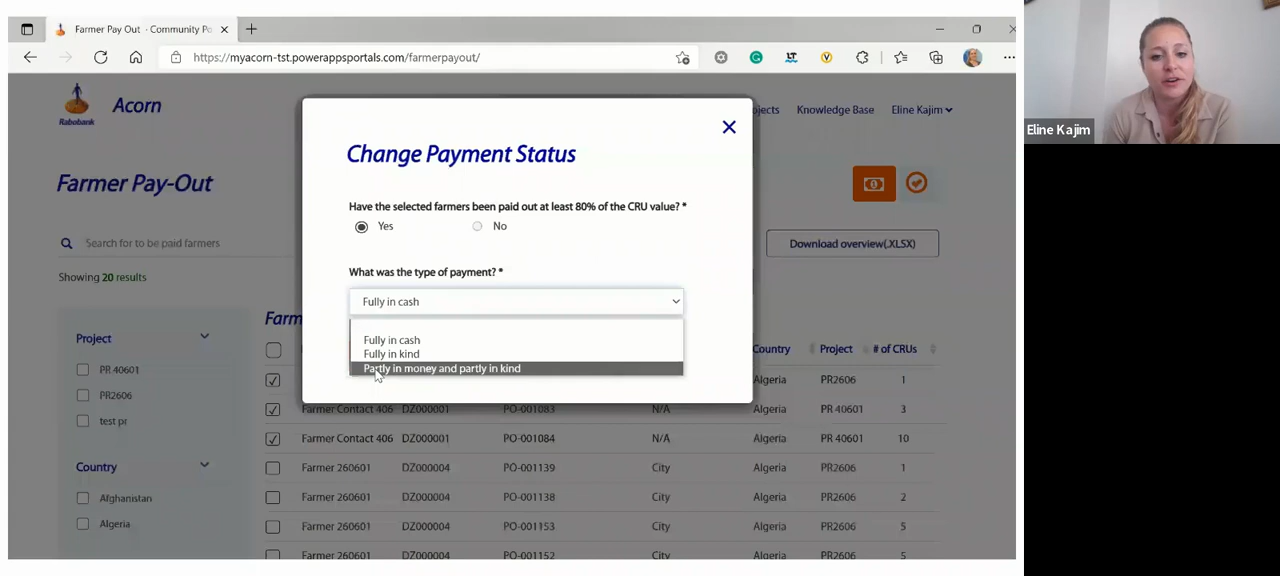 Farmer Pay Out · Community Po
https://myacorn-tst.powerappsportals.com/farmerpayout/
Rabobank
Acorn
ojects
Knowledge Base
Eline Kajim
Farmer Pay-Out
Search for to be paid farmers
Download overview(.XLSX)
Showing 20 results
Change Payment Status
Have the selected farmers been paid out at least 80% of the CRU value? *
Yes
No
What was the type of payment? *
Fully in cash
Fully in cash
Fully in kind
Partly in money and partly in kind
Project
PR 40601
PR2606
test pr
Country
Afghanistan
Algeria
Farm
Country Project # of CRUs
Algeria PR2606 1
Farmer Contact 406 DZ000001 PO-001083 N/A Algeria PR 40601 3
Farmer Contact 406 DZ000001 PO-001084 N/A Algeria PR 40601 10
Farmer 260601 DZ000004 PO-001139 City Algeria PR2606 1
Farmer 260601 DZ000004 PO-001138 City Algeria PR2606 2
Farmer 260601 DZ000004 PO-001153 City Algeria PR2606 5
Farmer 260601 DZ000004 PO-001152 City Algeria PR2606 5
Eline Kajim